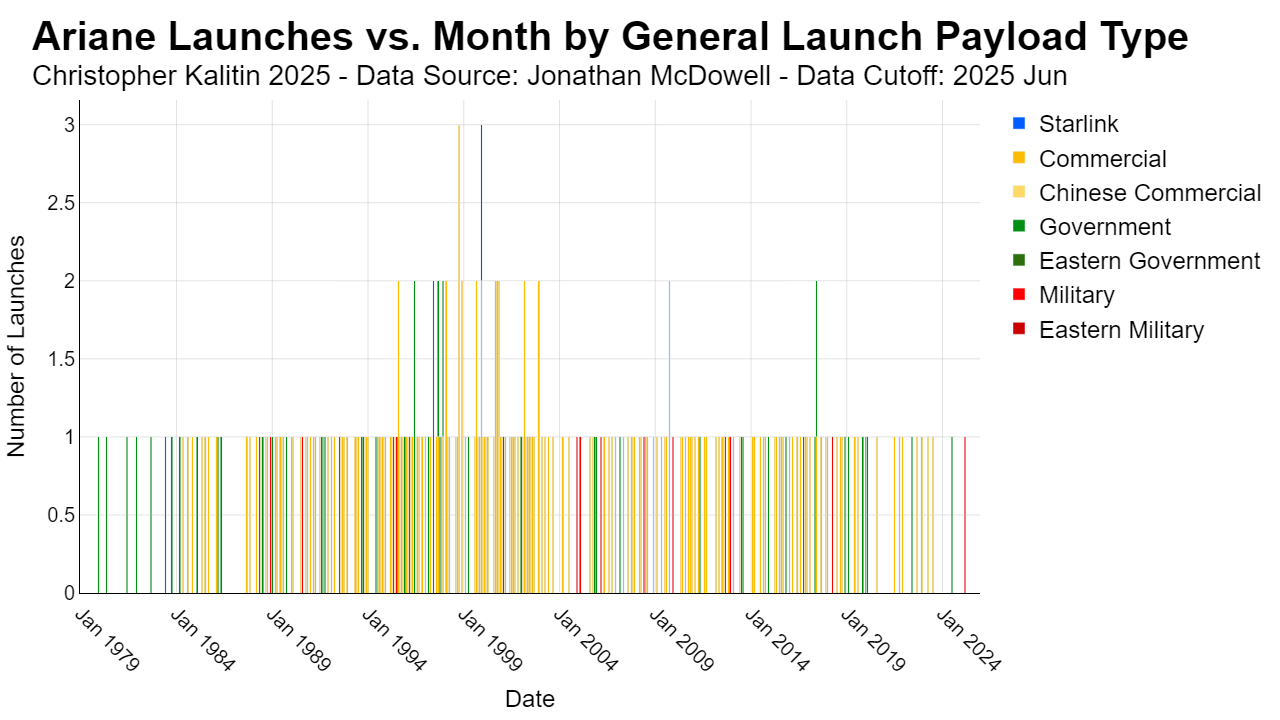 Ariane Launches vs. Month by General Launch Payload Type
Christopher Kalitin 2025 - Data Source: Jonathan McDowell - Data Cutoff: 2025 Jun
Number of Launches
3
2.5
2
1.5
1
0.5
0
Jan 1979
Jan 1984
Jan 1989
Jan 1994
Jan 1999
Jan 2004
Jan 2009
Jan 2014
Jan 2019
Jan 2024
Date
Starlink
Commercial
Chinese Commercial
Government
Eastern Government
Military
Eastern Military